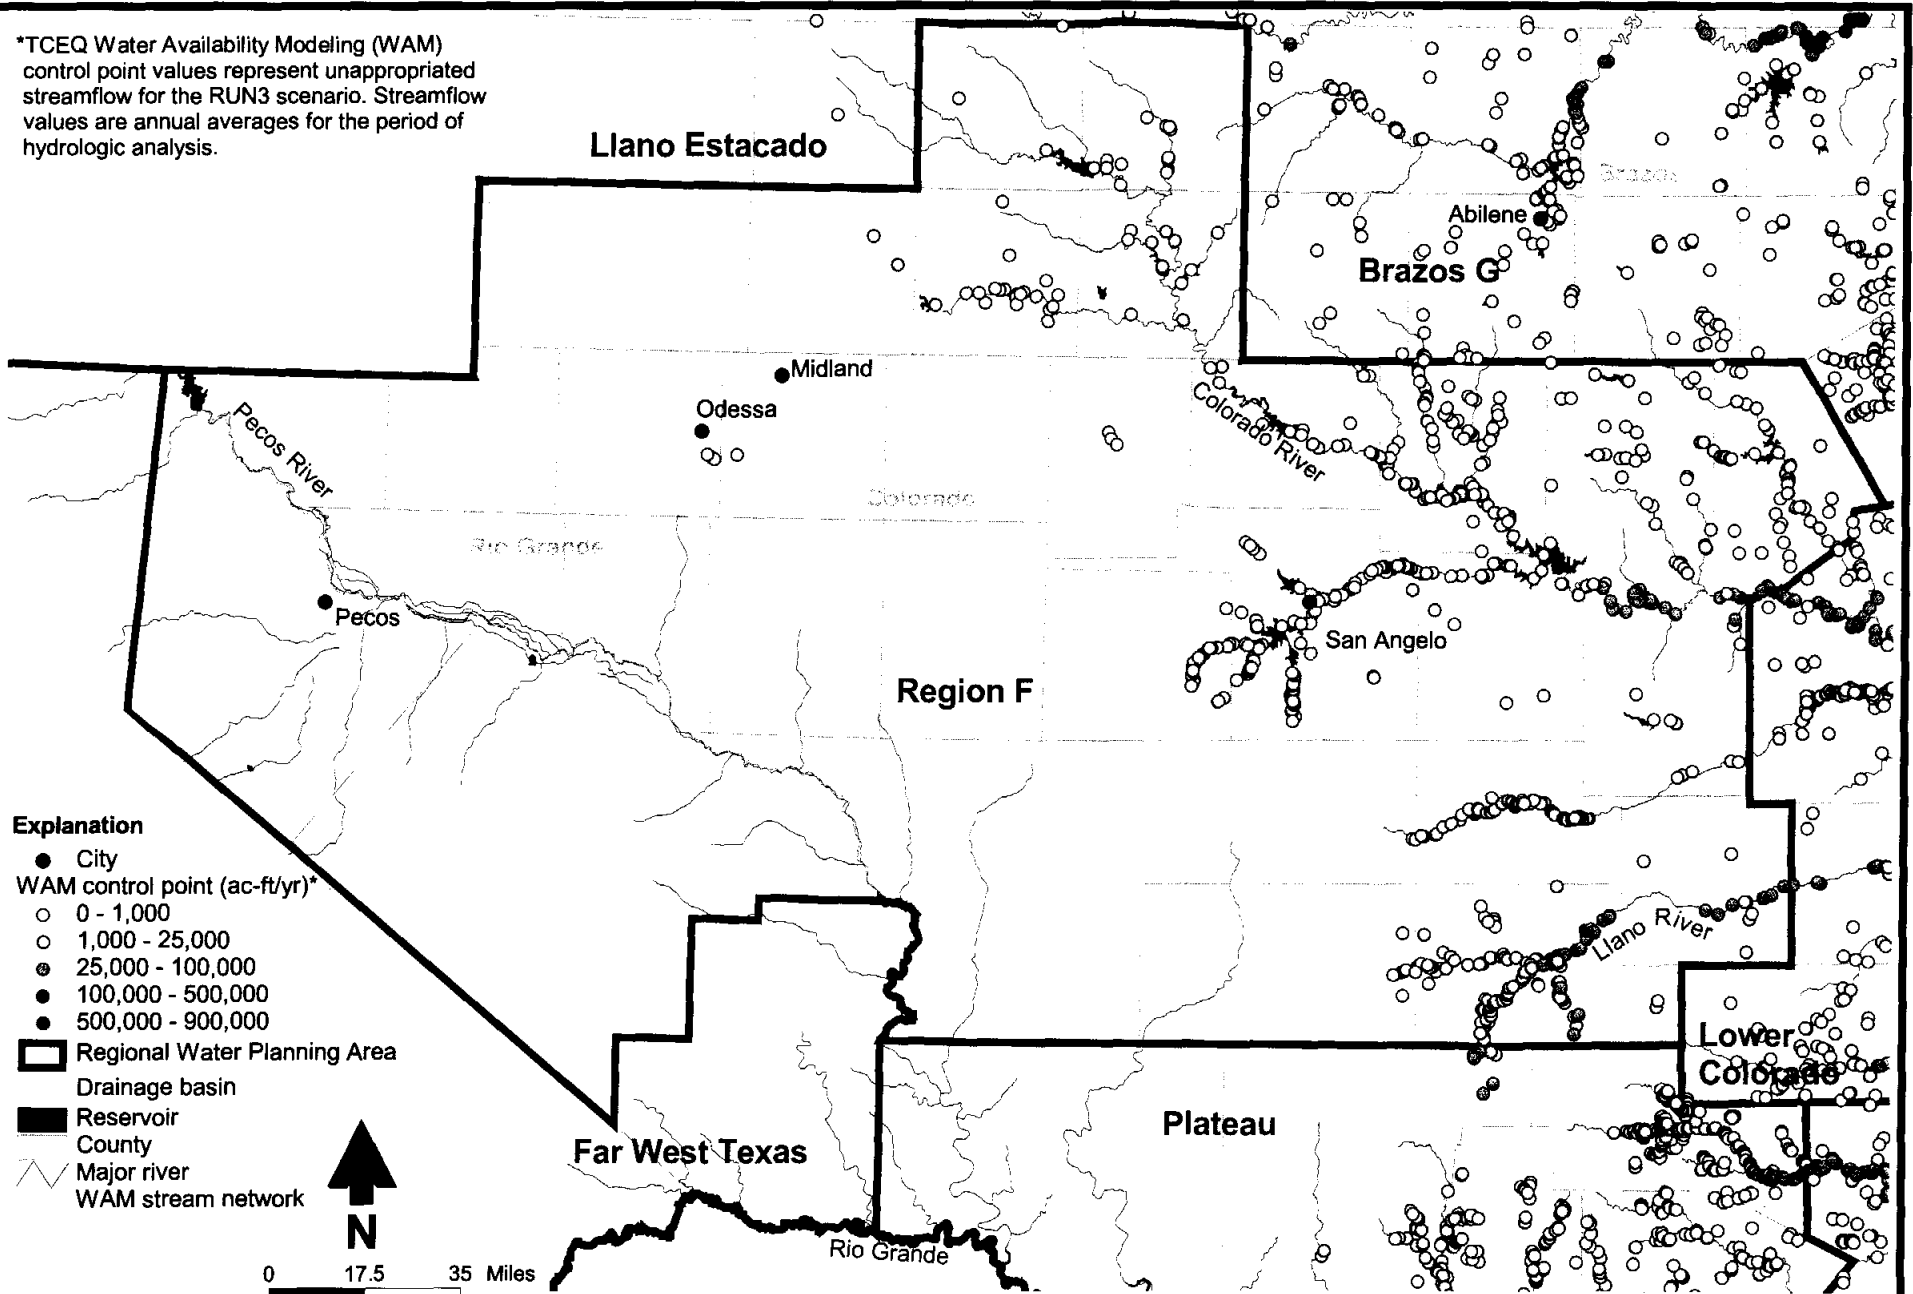 *TCEQ Water Availability Modeling (WAM)
control point values represent unappropriated
streamflow for the RUN3 scenario. Streamflow
values are annual averages for the period of
hydrologic analysis.
Llano Estacado
Brazos
Abilene
Brazos G
Midland
Odessa
Pecos River
Colorado River
Colorado
Rio Grande
Pecos
San Angelo
Region F
Llano River
Lower
Colorado
Plateau
Far West Texas
Rio Grande
Explanation
City
WAM control point (ac-ft/yr)*
0 - 1,000
1,000 - 25,000
25,000 - 100,000
100,000 - 500,000
500,000 - 900,000
Regional Water Planning Area
Drainage basin
Reservoir
County
Major river
WAM stream network
N
0 17.5 35 Miles